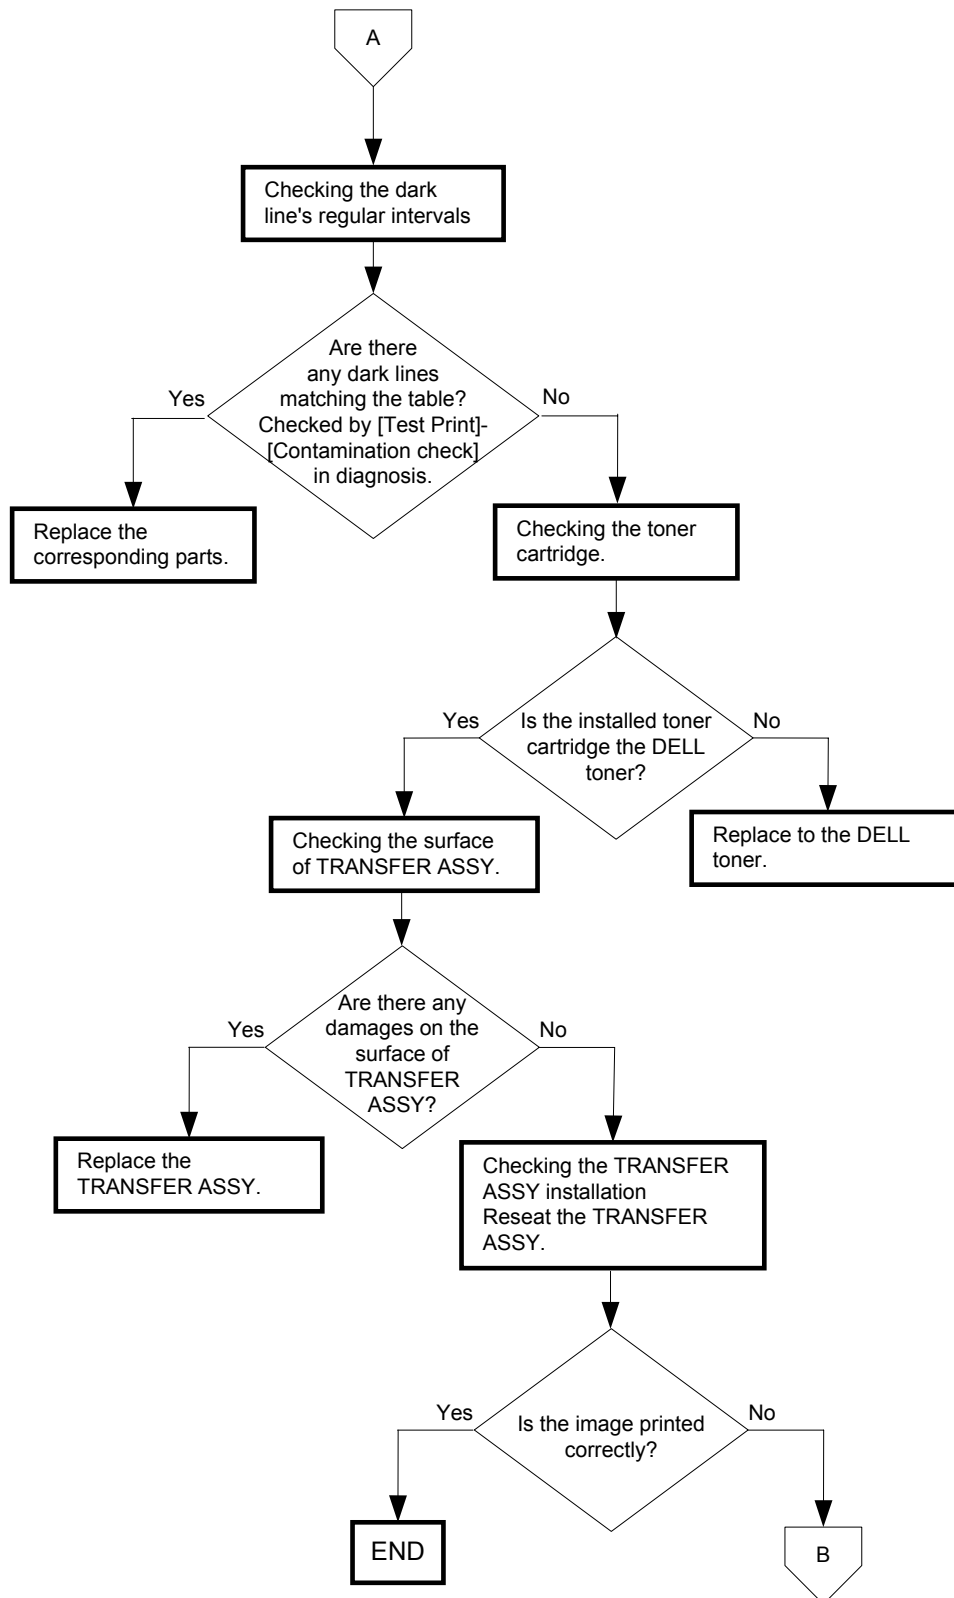 A
Checking the dark
line's regular intervals
Are there
any dark lines
matching the table?
Checked by [Test Print]-
[Contamination check]
in diagnosis.
Yes
No
Replace the
corresponding parts.
Checking the toner
cartridge.
Is the installed toner
cartridge the DELL
toner?
Yes
No
Checking the surface
of TRANSFER ASSY.
Replace to the DELL
toner.
Are there any
damages on the
surface of
TRANSFER
ASSY?
Yes
No
Replace the
TRANSFER ASSY.
Checking the TRANSFER
ASSY installation
Reseat the TRANSFER
ASSY.
Is the image printed
correctly?
Yes
No
END
B